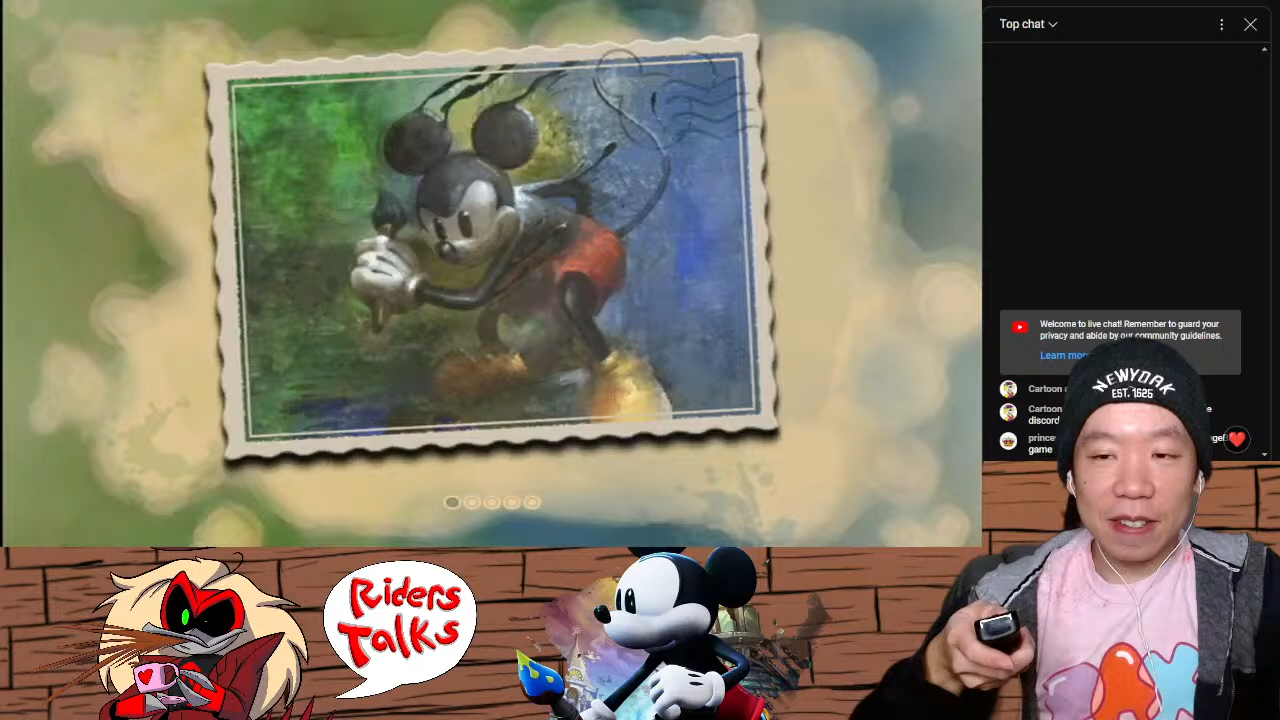 Top chat
Welcome to live chat! Remember to guard your
privacy and abide by our community guidelines.
Learn more
Cartoon
Cartoon
discord
game
NEWYORK
EST. 1625
Riders
Talks